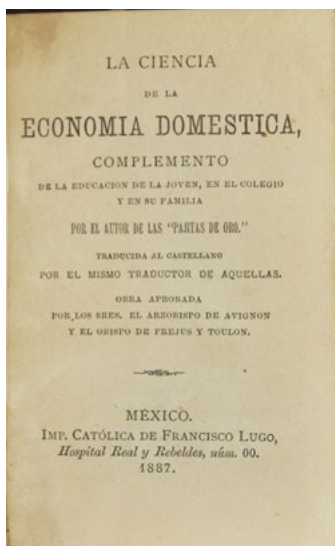 LA CIENCIA
DE LA
ECONOMIA DOMESTICA,
COMPLEMENTO
DE LA EDUCACION DE LA JOVEN, EN EL COLEGIO
Y EN SU FAMILIA
POR EL AUTOR DE LAS "PAJITAS DE ORO."
TRADUCIDA AL CASTELLANO
POR EL MISMO TRADUCTOR DE AQUELLAS.
OBRA APROBADA
POR LOS SRES. EL ARZOBISPO DE AVIGNON
Y EL OBISPO DE FREJUS Y TOULON.
MÉXICO.
IMP. CATÓLICA DE FRANCISCO LUGO,
Hospital Real y Rebeldes, núm. 00.
1887.